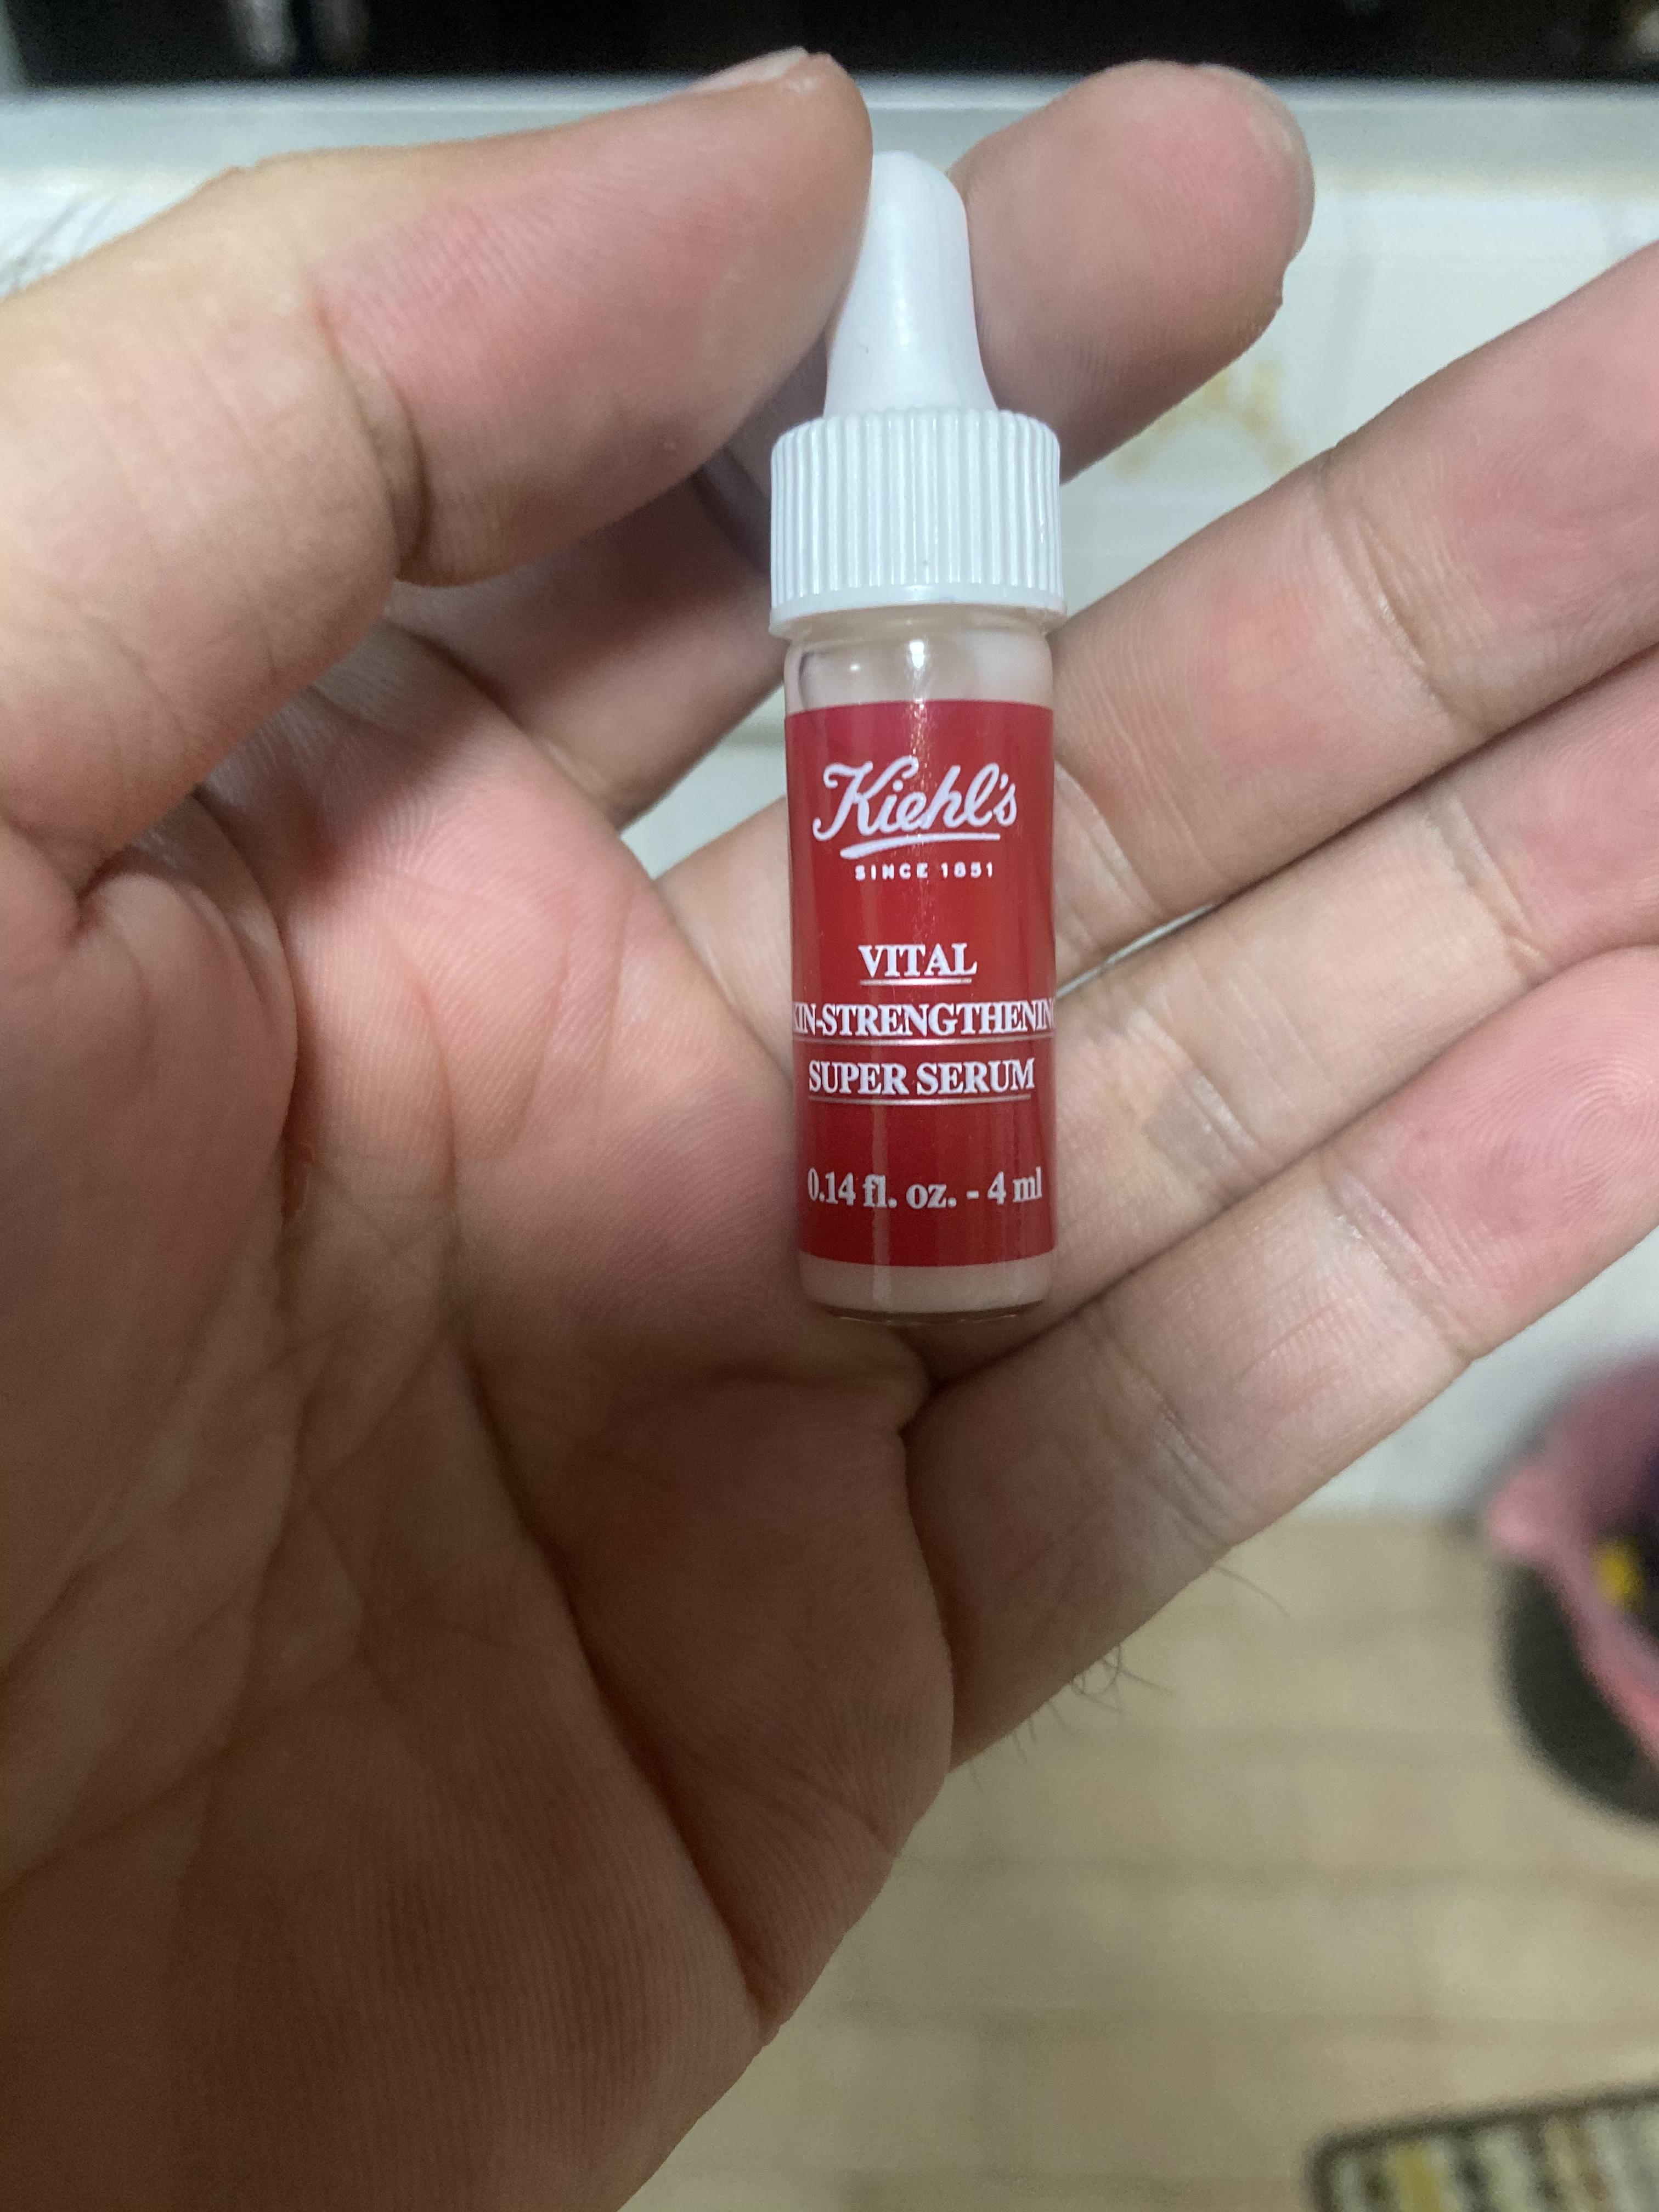 Kiehl's
SINCE 1851
VITAL
KIN-STRENGTHENIN
SUPER SERUM
0.14 fl. oz. - 4 ml